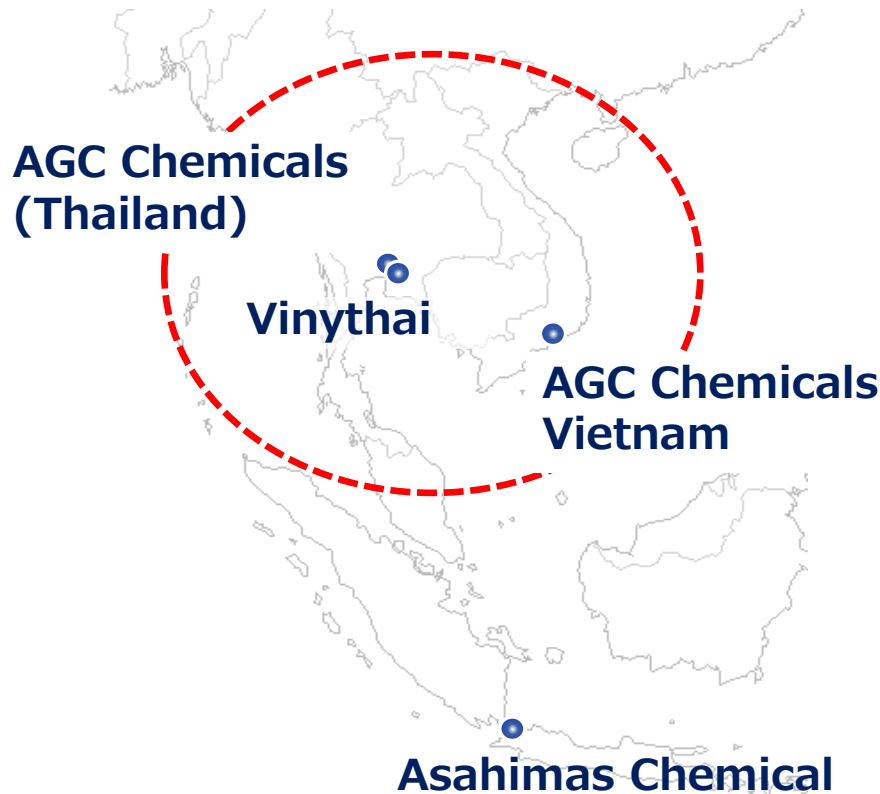 AGC Chemicals
(Thailand)
Vinythai
AGC Chemicals
Vietnam
Asahimas Chemical